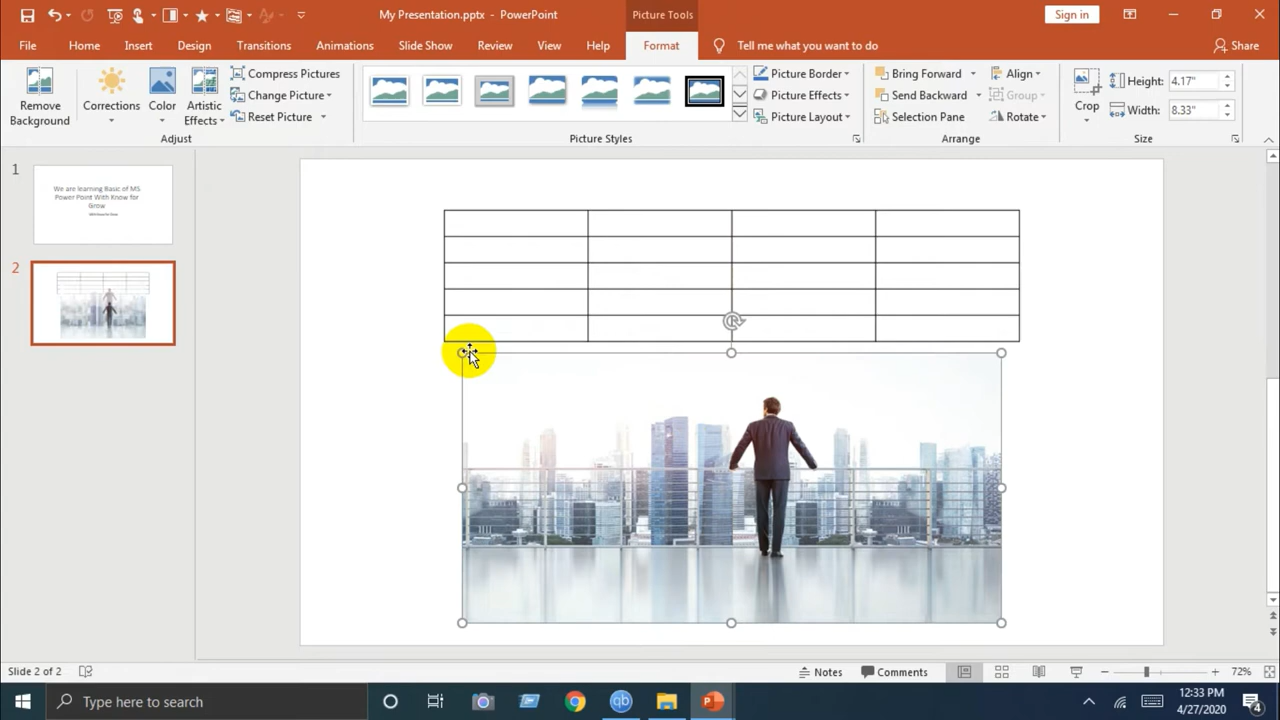 My Presentation.pptx - PowerPoint
Picture Tools
Sign in
File
Home
Insert
Design
Transitions
Animations
Slide Show
Review
View
Help
Format
Tell me what you want to do
Share
Remove
Background
Corrections
Color
Artistic
Effects
Compress Pictures
Change Picture
Reset Picture
Adjust
Picture Styles
Picture Border
Picture Effects
Picture Layout
Bring Forward
Send Backward
Selection Pane
Align
Group
Rotate
Arrange
Crop
Height: 4.17"
Width: 8.33"
Size
1
We are learning Basic of MS
Power Point With Know for
Grow
2
Slide 2 of 2
Notes
Comments
72%
Type here to search
qb
12:33 PM
4/27/2020
4